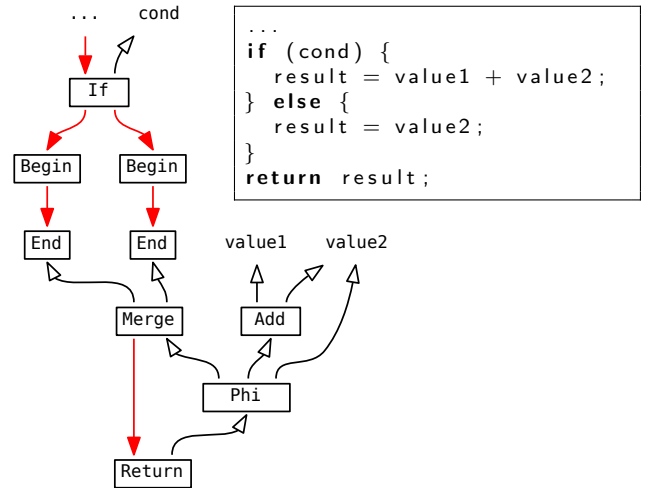 ... cond
If
Begin Begin
End End value1 value2
Merge Add
Phi
Return
...
if (cond) {
  result = value1 + value2;
} else {
  result = value2;
}
return result;